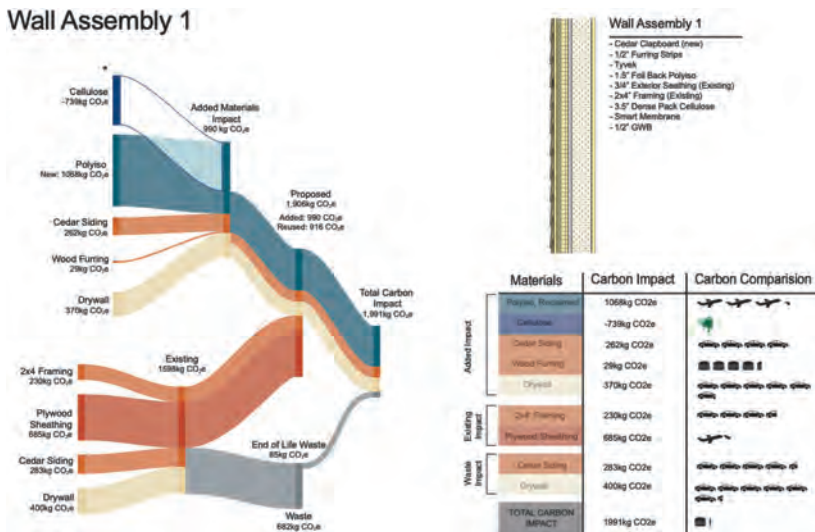 Wall Assembly 1
*
Cellulose
-739kg CO₂e
Added Materials
Impact
990 kg CO₂e
Polyiso
New: 1068kg CO₂e
Proposed
1,906kg CO₂e
Added: 990 CO₂e
Reused: 916 CO₂e
Cedar Siding
262kg CO₂e
Wood Furring
29kg CO₂e
Drywall
370kg CO₂e
Total Carbon
Impact
1,991kg CO₂e
2x4 Framing
230kg CO₂e
Existing
1598kg CO₂e
Plywood
Sheathing
685kg CO₂e
End of Life Waste
85kg CO₂e
Cedar Siding
283kg CO₂e
Drywall
400kg CO₂e
Waste
682kg CO₂e
Wall Assembly 1
- Cedar Clapboard (new)
- 1/2" Furring Strips
- Tyvek
- 1.5" Foil Back Polyiso
- 3/4" Exterior Seathing (Existing)
- 2x4" Framing (Existing)
- 3.5" Dense Pack Cellulose
- Smart Membrane
- 1/2" GWB
Materials Carbon Impact Carbon Comparision
Added Impact
Polyiso, 1068kg CO2e
Cellulose -739kg CO2e
Cedar Siding 262kg CO2e
Wood Furring 29kg CO2e
Drywall 370kg CO2e
Existing
Impact
2x4" Framing 230kg CO2e
Plywood Sheathing 685kg CO2e
Waste
Impact
Cedar Siding 283kg CO2e
Drywall 400kg CO2e
TOTAL CARBON
IMPACT 1991kg CO2e